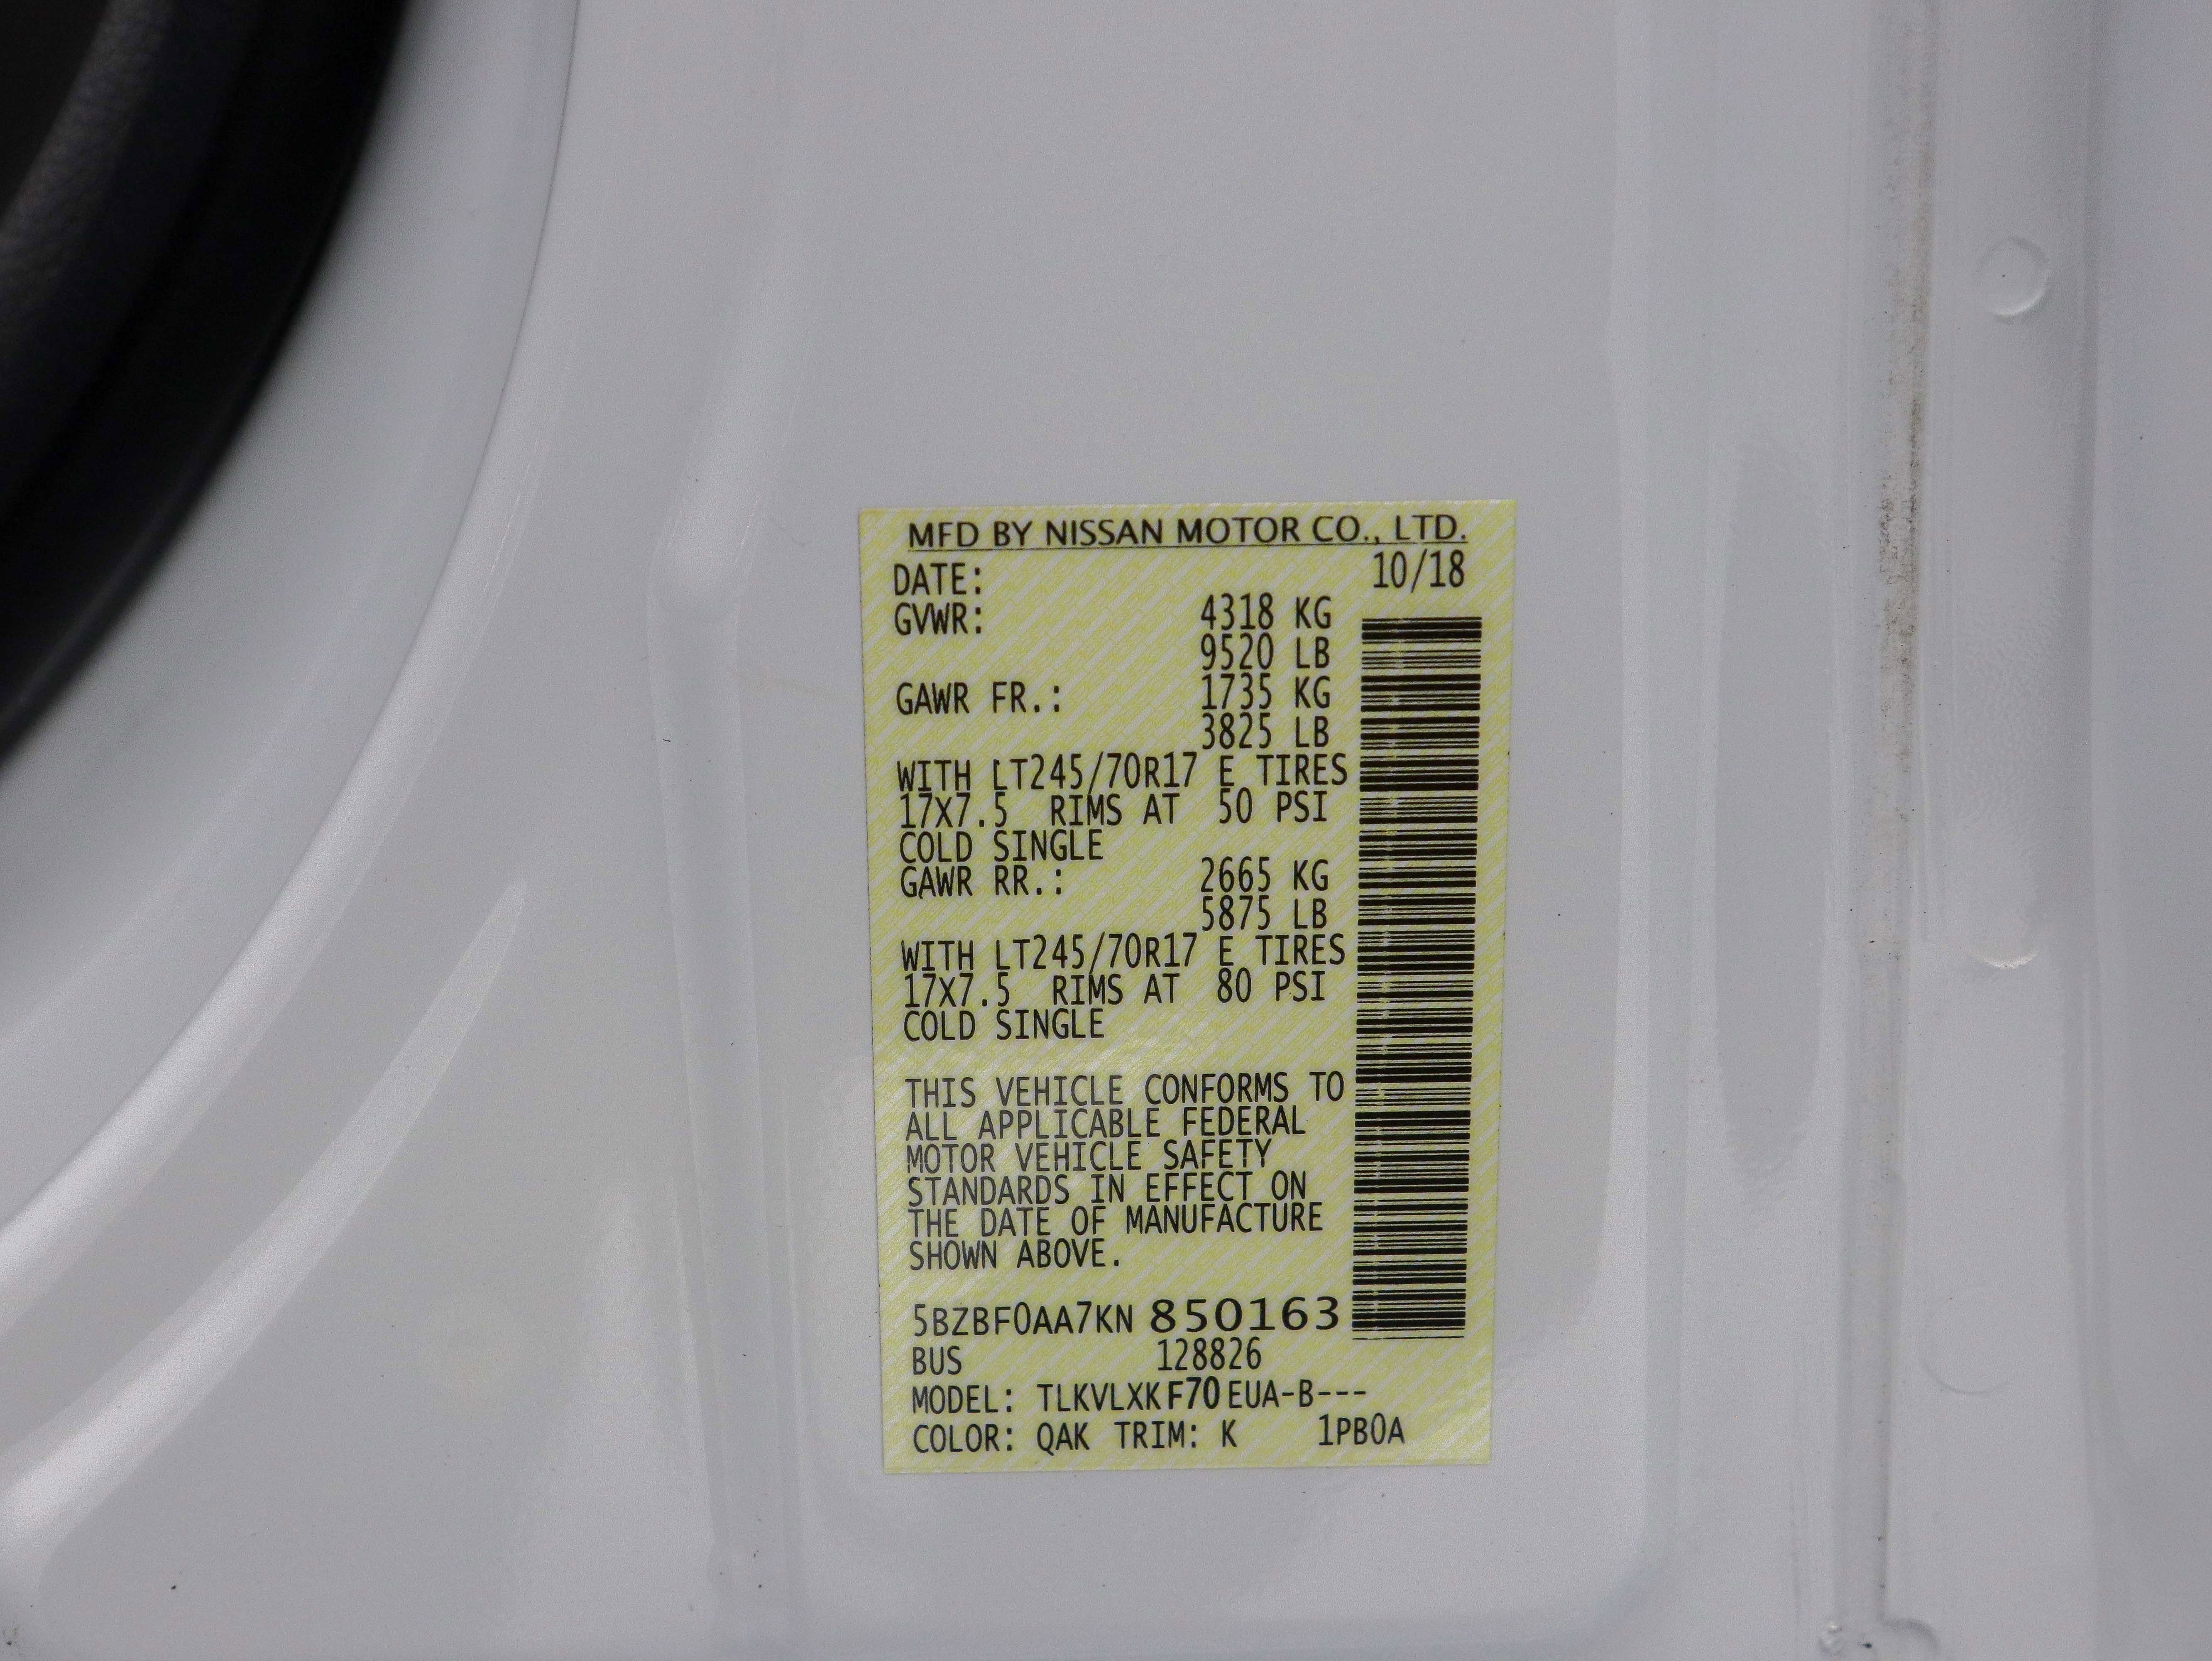 MFD BY NISSAN MOTOR CO., LTD.
DATE: 10/18
GVWR: 4318 KG
9520 LB
GAWR FR.: 1735 KG
3825 LB
WITH LT245/70R17 E TIRES
17X7.5 RIMS AT 50 PSI
COLD SINGLE
GAWR RR.: 2665 KG
5875 LB
WITH LT245/70R17 E TIRES
17X7.5 RIMS AT 80 PSI
COLD SINGLE
THIS VEHICLE CONFORMS TO
ALL APPLICABLE FEDERAL
MOTOR VEHICLE SAFETY
STANDARDS IN EFFECT ON
THE DATE OF MANUFACTURE
SHOWN ABOVE.
5BZBF0AA7KN 850163
BUS 128826
MODEL: TLKVLXKF70EUA-B---
COLOR: QAK TRIM: K 1PB0A